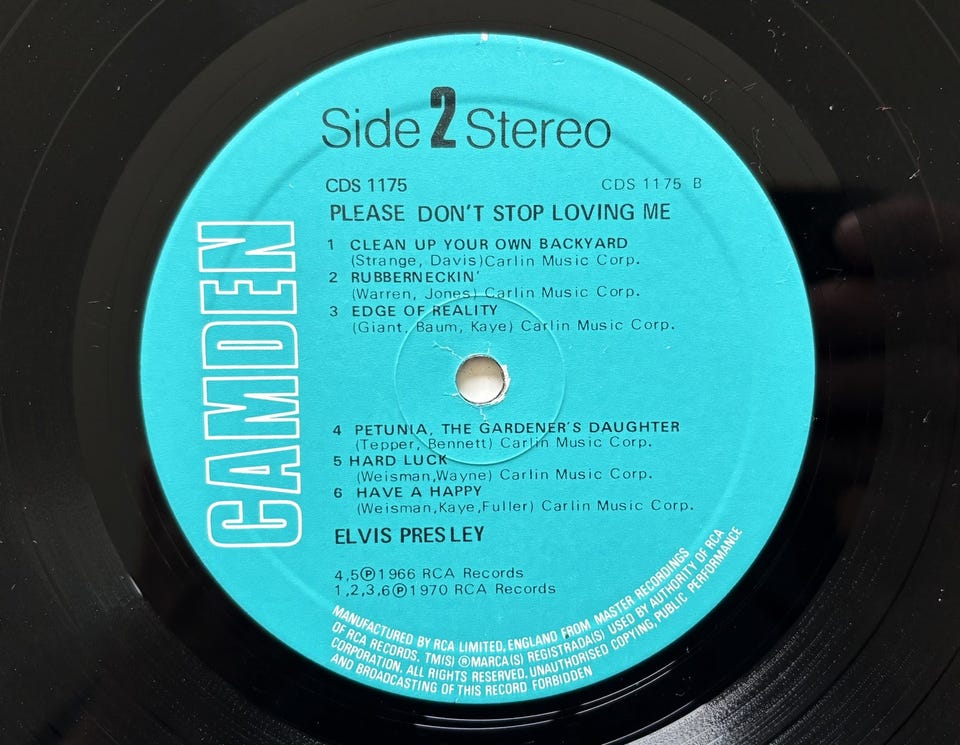 Side 2 Stereo
CDS 1175 CDS 1175 B
PLEASE DON'T STOP LOVING ME
1 CLEAN UP YOUR OWN BACKYARD
(Strange, Davis)Carlin Music Corp.
2 RUBBERNECKIN'
(Warren, Jones) Carlin Music Corp.
3 EDGE OF REALITY
(Giant, Baum, Kaye) Carlin Music Corp.
4 PETUNIA, THE GARDENER'S DAUGHTER
(Tepper, Bennett) Carlin Music Corp.
5 HARD LUCK
(Weisman,Wayne) Carlin Music Corp.
6 HAVE A HAPPY
(Weisman,Kaye,Fuller) Carlin Music Corp.
ELVIS PRESLEY
4,5Ⓟ1966 RCA Records
1,2,3,6Ⓟ1970 RCA Records
CAMDEN
MANUFACTURED BY RCA LIMITED, ENGLAND FROM MASTER RECORDINGS
OF RCA RECORDS. TM(S) ® MARCA(S) REGISTRADA(S) USED BY AUTHORITY OF RCA
CORPORATION. ALL RIGHTS RESERVED. UNAUTHORISED COPYING, PUBLIC PERFORMANCE
AND BROADCASTING OF THIS RECORD FORBIDDEN